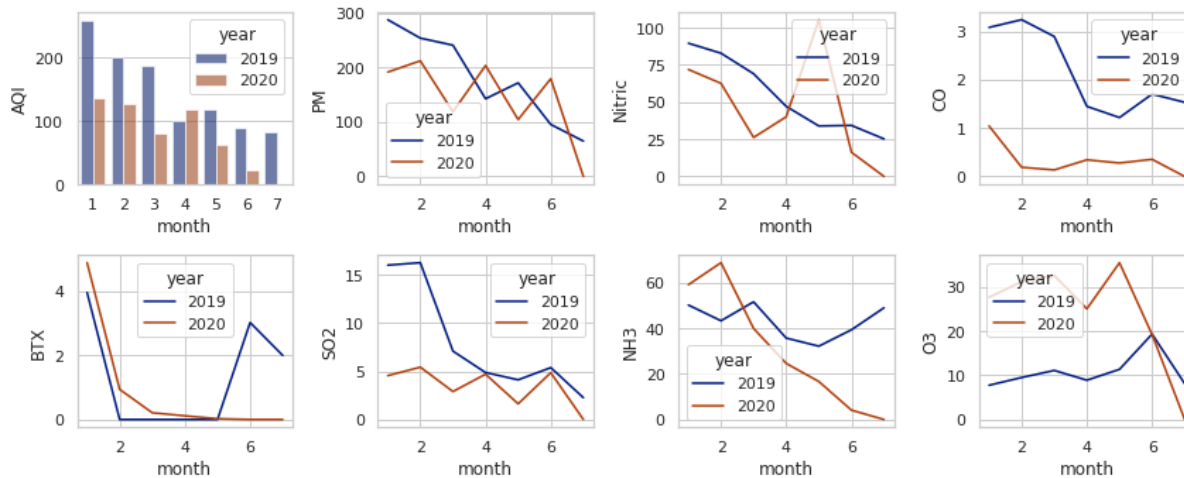 AQI
200
100
0
year
2019
2020
1 2 3 4 5 6 7
month
PM
300
200
100
0
year
2019
2020
2 4 6
month
Nitric
100
75
50
25
0
year
2019
2020
2 4 6
month
CO
3
2
1
0
year
2019
2020
2 4 6
month
BTX
4
2
0
year
2019
2020
2 4 6
month
SO2
15
10
5
0
year
2019
2020
2 4 6
month
NH3
60
40
20
0
year
2019
2020
2 4 6
month
O3
30
20
10
0
year
2019
2020
2 4 6
month